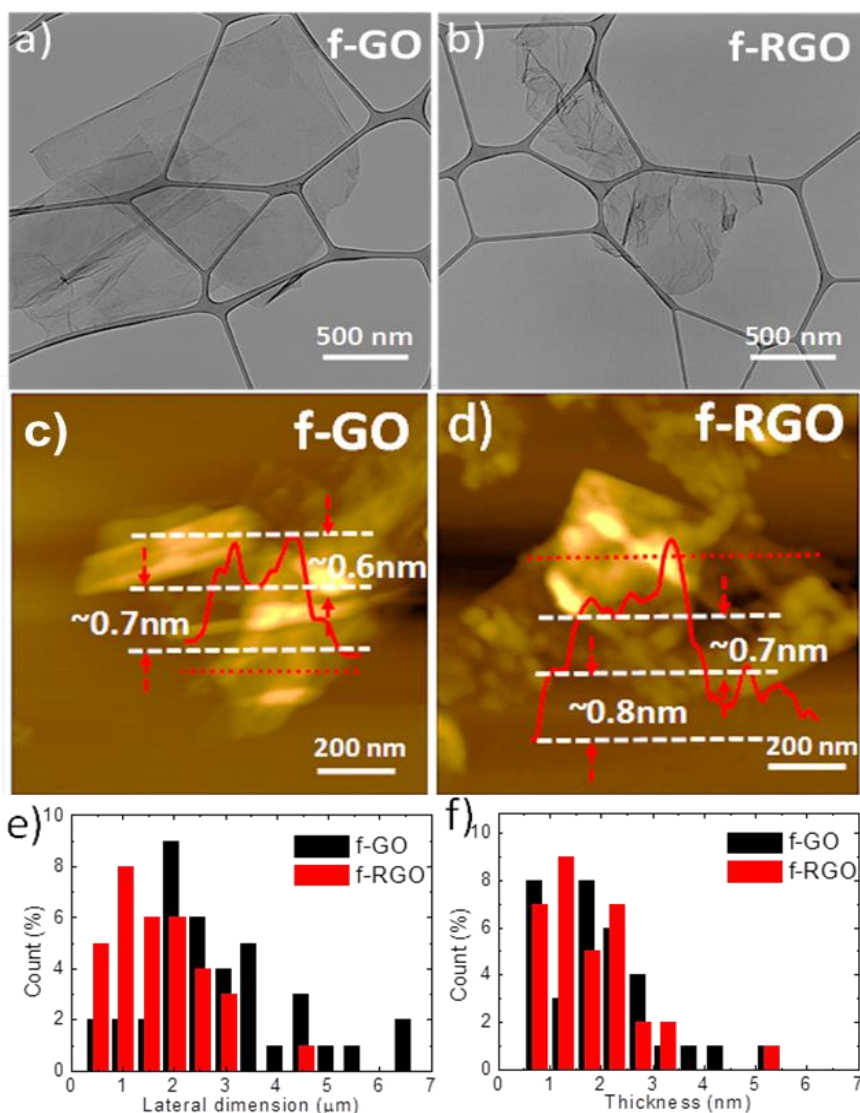 a) f-GO
500 nm
b) f-RGO
500 nm
c) f-GO
~0.6nm
~0.7nm
200 nm
d) f-RGO
~0.7nm
~0.8nm
200 nm
e)
10
8
6
4
2
0
Count (%)
f-GO
f-RGO
0 1 2 3 4 5 6 7
Lateral dimension (μm)
f)
10
8
6
4
2
0
Count (%)
f-GO
f-RGO
0 1 2 3 4 5 6 7
Thickness (nm)